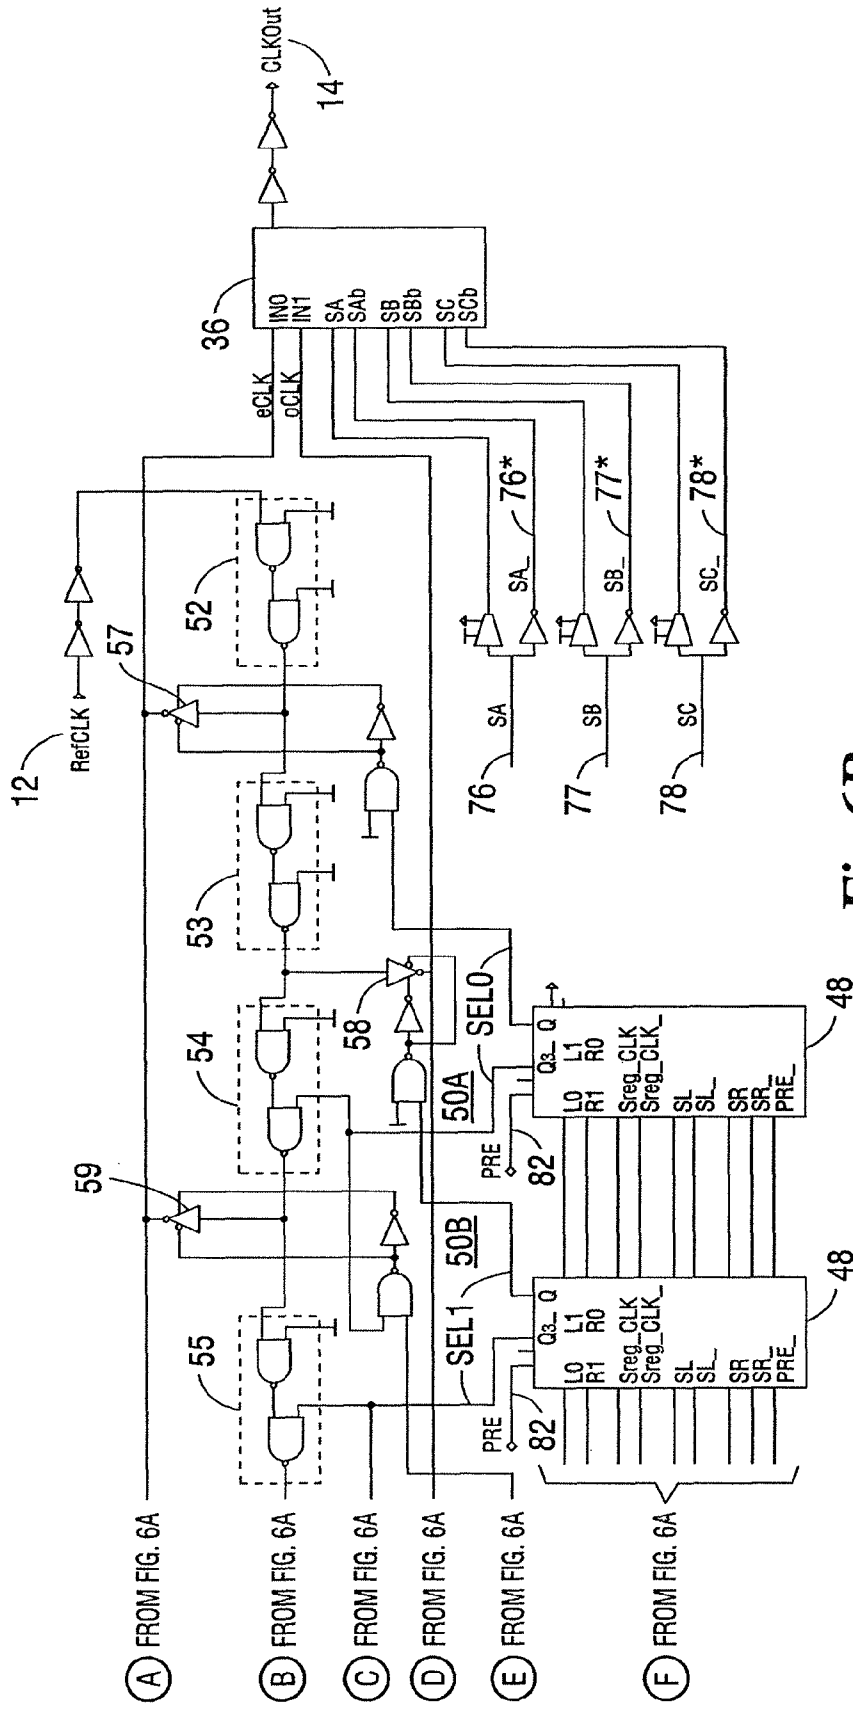 12
RefCLK
57
52
53
54
59
55
58
50A
50B
SEL0
SEL1
eCLK
oCLK
36
IN0
IN1
SA
SAb
SB
SBb
SC
SCb
CLKOut
14
76
SA
SA_
76*
77
SB
SB_
77*
78
SC
SC_
78*
PRE
82
Q3_ Q
L0 L1
R1 R0
Sreg_CLK
Sreg_CLK_
SL
SL_
SR
SR_
PRE_
48
PRE
82
Q3_ Q
L0 L1
R1 R0
Sreg_CLK
Sreg_CLK_
SL
SL_
SR
SR_
PRE_
48
A FROM FIG. 6A
B FROM FIG. 6A
C FROM FIG. 6A
D FROM FIG. 6A
E FROM FIG. 6A
F FROM FIG. 6A